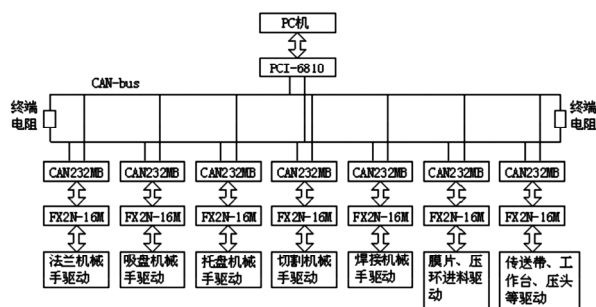 PC机
PCI-6810
CAN-bus
终端
电阻
终端
电阻
CAN232MB CAN232MB CAN232MB CAN232MB CAN232MB CAN232MB CAN232MB
FX2N-16M FX2N-16M FX2N-16M FX2N-16M FX2N-16M FX2N-16M FX2N-16M
法兰机械
手驱动
吸盘机械
手驱动
托盘机械
手驱动
切割机械
手驱动
焊接机械
手驱动
膜片、压
环进料驱
动
传送带、工
作台、压头
等驱动